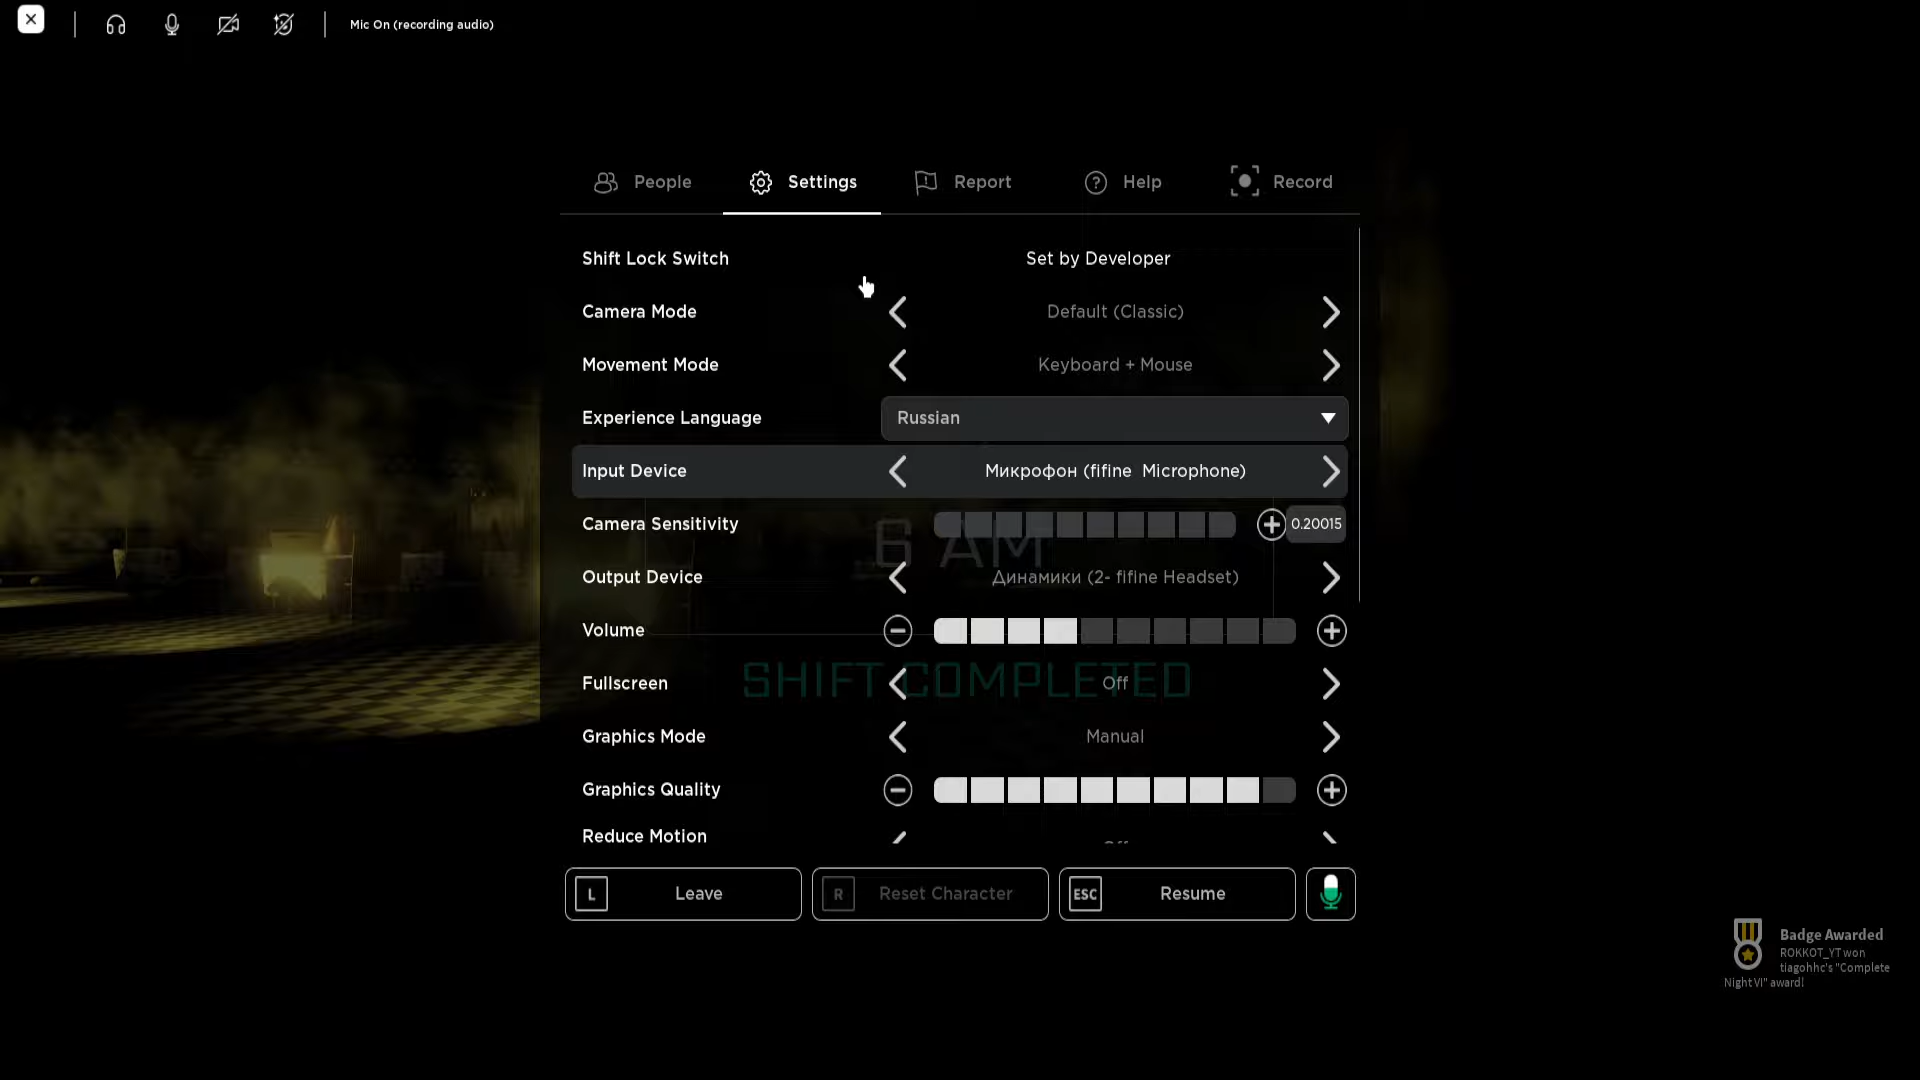 Mic On (recording audio)
People
Settings
Report
Help
Record
Shift Lock Switch
Set by Developer
Camera Mode
Default (Classic)
Movement Mode
Keyboard + Mouse
Experience Language
Russian
Input Device
Микрофон (fifine Microphone)
Camera Sensitivity
0.20015
6 AM
Output Device
Динамики (2- fifine Headset)
Volume
SHIFT COMPLETED
Fullscreen
Off
Graphics Mode
Manual
Graphics Quality
Reduce Motion
Off
L
Leave
R
Reset Character
ESC
Resume
Badge Awarded
ROKKOT_YT won
tiagohhc's "Complete
Night VI" award!